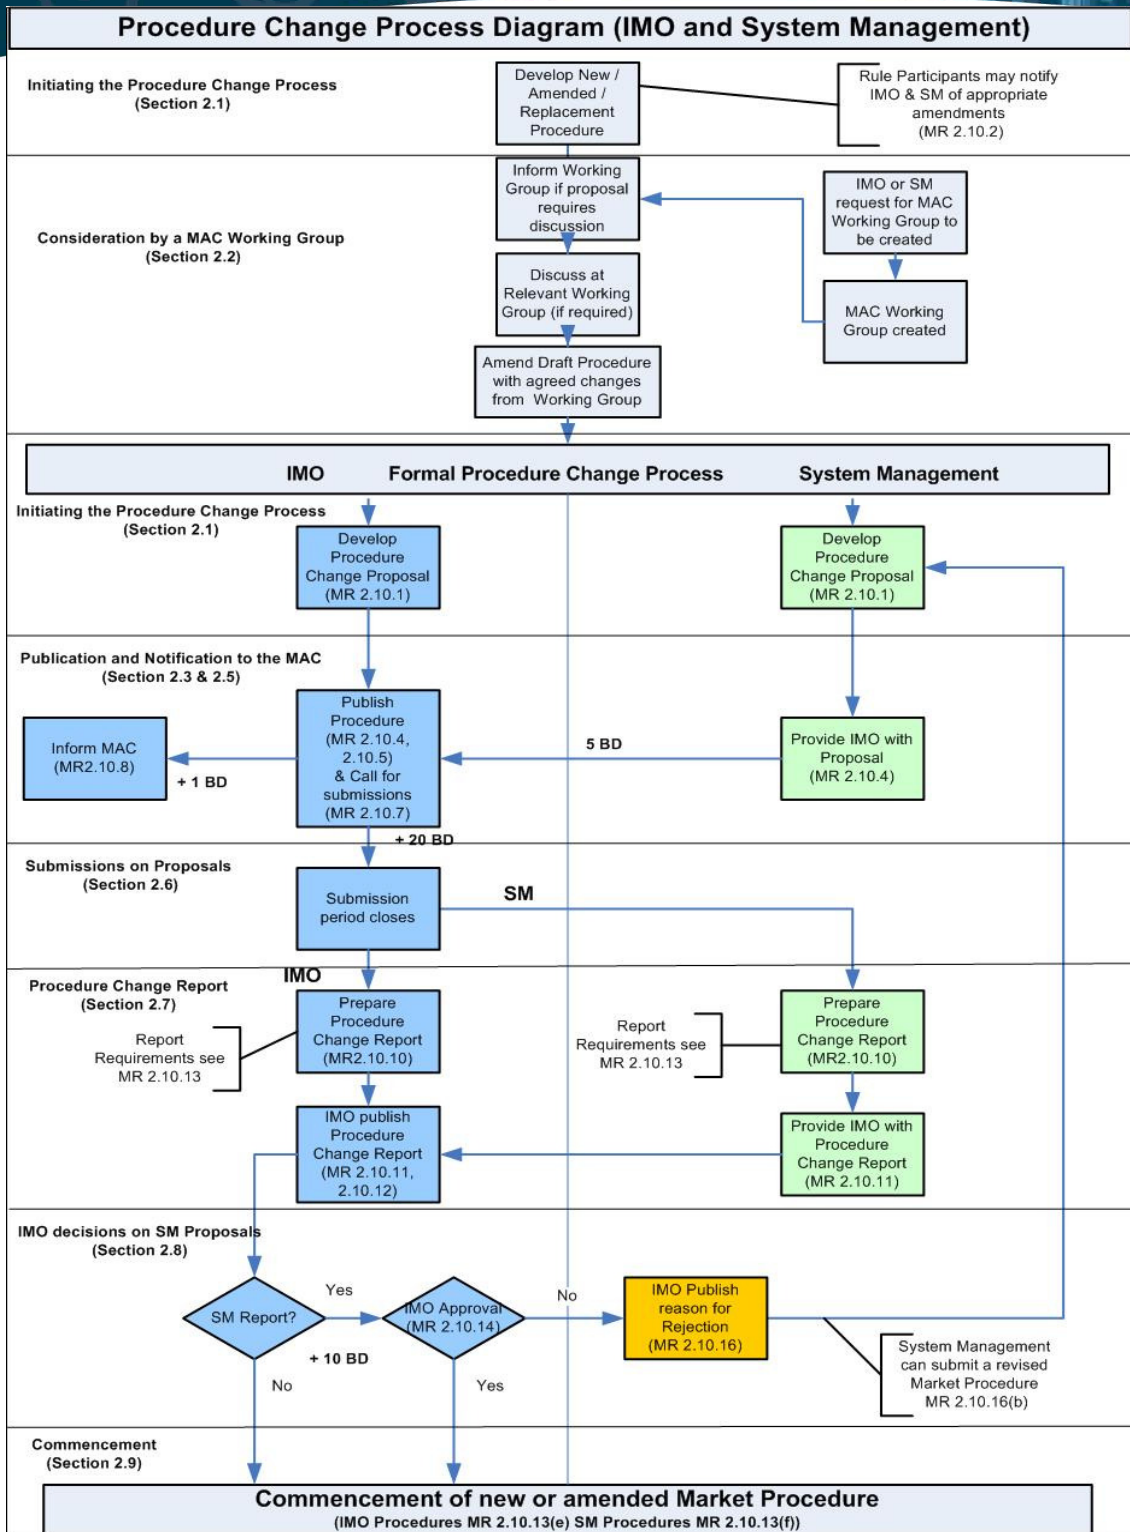 Procedure Change Process Diagram (IMO and System Management)
Initiating the Procedure Change Process
(Section 2.1)
Develop New /
Amended /
Replacement
Procedure
Rule Participants may notify
IMO & SM of appropriate
amendments
(MR 2.10.2)
Consideration by a MAC Working Group
(Section 2.2)
Inform Working
Group if proposal
requires
discussion
IMO or SM
request for MAC
Working Group to
be created
Discuss at
Relevant Working
Group (if required)
MAC Working
Group created
Amend Draft Procedure
with agreed changes
from Working Group
IMO Formal Procedure Change Process System Management
Initiating the Procedure Change Process
(Section 2.1)
Develop
Procedure
Change Proposal
(MR 2.10.1)
Develop
Procedure
Change Proposal
(MR 2.10.1)
Publication and Notification to the MAC
(Section 2.3 & 2.5)
Inform MAC
(MR2.10.8)
+ 1 BD
Publish
Procedure
(MR 2.10.4,
2.10.5)
& Call for
submissions
(MR 2.10.7)
5 BD
Provide IMO with
Proposal
(MR 2.10.4)
+ 20 BD
Submissions on Proposals
(Section 2.6)
Submission
period closes
SM
IMO
Procedure Change Report
(Section 2.7)
Report
Requirements see
MR 2.10.13
Prepare
Procedure
Change Report
(MR2.10.10)
Report
Requirements see
MR 2.10.13
Prepare
Procedure
Change Report
(MR2.10.10)
IMO publish
Procedure
Change Report
(MR 2.10.11,
2.10.12)
Provide IMO with
Procedure
Change Report
(MR 2.10.11)
IMO decisions on SM Proposals
(Section 2.8)
SM Report?
Yes
+ 10 BD
No
IMO Approval
(MR 2.10.14)
No
Yes
IMO Publish
reason for
Rejection
(MR 2.10.16)
System Management
can submit a revised
Market Procedure
MR 2.10.16(b)
Commencement
(Section 2.9)
Commencement of new or amended Market Procedure
(IMO Procedures MR 2.10.13(e) SM Procedures MR 2.10.13(f))